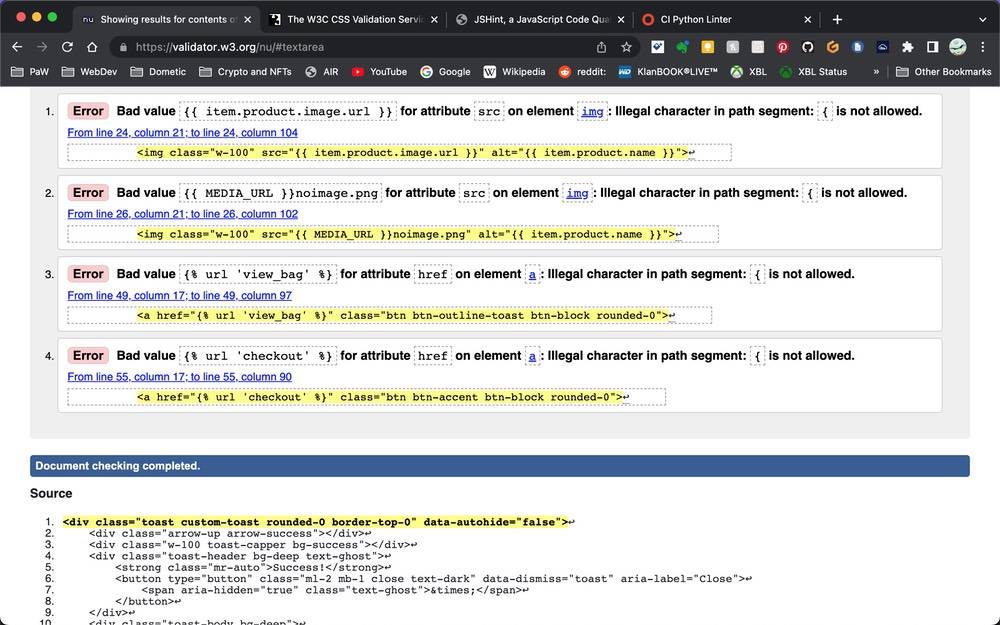 nu Showing results for contents of
The W3C CSS Validation Servic
JSHint, a JavaScript Code Qua
CI Python Linter
https://validator.w3.org/nu/#textarea
PaW WebDev Dometic Crypto and NFTs AIR YouTube Google W Wikipedia reddit: KlanBOOK®LIVE™ XBL XBL Status » Other Bookmarks
1. Error Bad value {{ item.product.image.url }} for attribute src on element img: Illegal character in path segment: { is not allowed.
From line 24, column 21; to line 24, column 104
<img class="w-100" src="{{ item.product.image.url }}" alt="{{ item.product.name }}">↩
2. Error Bad value {{ MEDIA_URL }}noimage.png for attribute src on element img: Illegal character in path segment: { is not allowed.
From line 26, column 21; to line 26, column 102
<img class="w-100" src="{{ MEDIA_URL }}noimage.png" alt="{{ item.product.name }}">↩
3. Error Bad value {% url 'view_bag' %} for attribute href on element a: Illegal character in path segment: { is not allowed.
From line 49, column 17; to line 49, column 97
<a href="{% url 'view_bag' %}" class="btn btn-outline-toast btn-block rounded-0">↩
4. Error Bad value {% url 'checkout' %} for attribute href on element a: Illegal character in path segment: { is not allowed.
From line 55, column 17; to line 55, column 90
<a href="{% url 'checkout' %}" class="btn btn-accent btn-block rounded-0">↩
Document checking completed.
Source
1. <div class="toast custom-toast rounded-0 border-top-0" data-autohide="false">↩
2. <div class="arrow-up arrow-success"></div>↩
3. <div class="w-100 toast-capper bg-success"></div>↩
4. <div class="toast-header bg-deep text-ghost">↩
5. <strong class="mr-auto">Success!</strong>↩
6. <button type="button" class="ml-2 mb-1 close text-dark" data-dismiss="toast" aria-label="Close">↩
7. <span aria-hidden="true" class="text-ghost">&times;</span>↩
8. </button>↩
9. </div>↩
10. <div class="toast-body bg-deep">↩